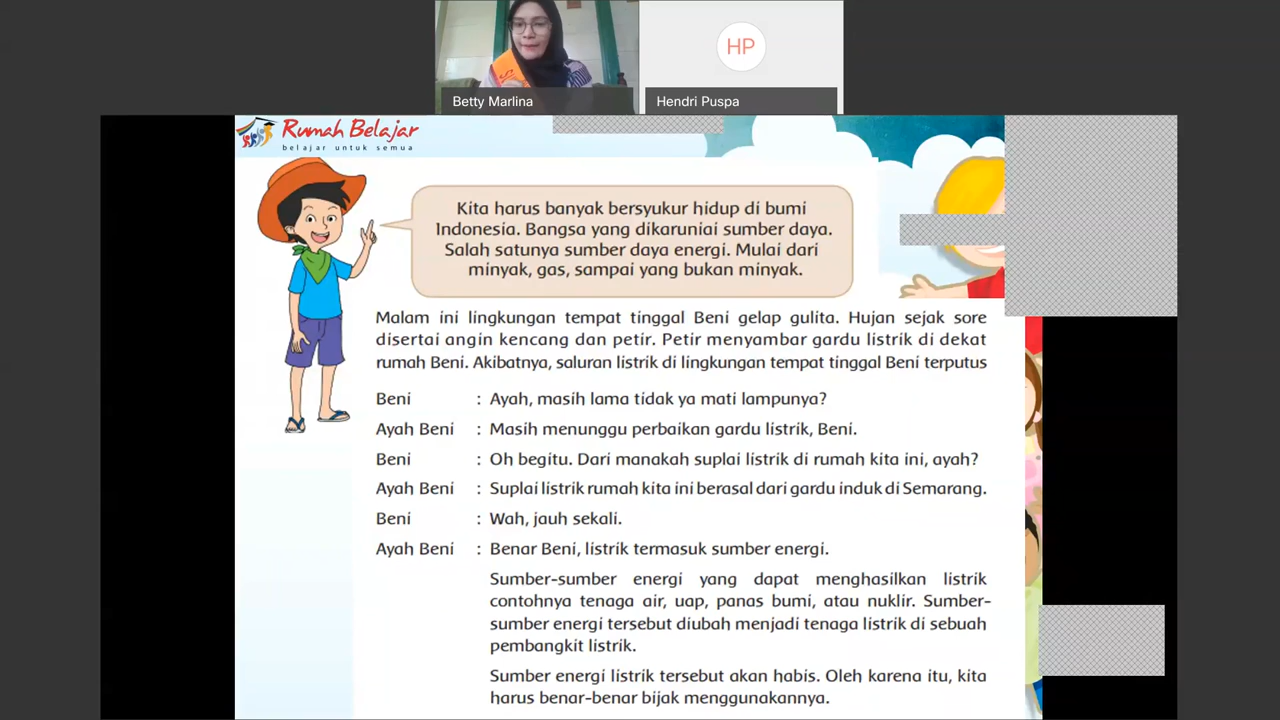 HP
Betty Marlina
Hendri Puspa
Rumah Belajar
belajar untuk semua
Kita harus banyak bersyukur hidup di bumi
Indonesia. Bangsa yang dikaruniai sumber daya.
Salah satunya sumber daya energi. Mulai dari
minyak, gas, sampai yang bukan minyak.
Malam ini lingkungan tempat tinggal Beni gelap gulita. Hujan sejak sore
disertai angin kencang dan petir. Petir menyambar gardu listrik di dekat
rumah Beni. Akibatnya, saluran listrik di lingkungan tempat tinggal Beni terputus
Beni : Ayah, masih lama tidak ya mati lampunya?
Ayah Beni : Masih menunggu perbaikan gardu listrik, Beni.
Beni : Oh begitu. Dari manakah suplai listrik di rumah kita ini, ayah?
Ayah Beni : Suplai listrik rumah kita ini berasal dari gardu induk di Semarang.
Beni : Wah, jauh sekali.
Ayah Beni : Benar Beni, listrik termasuk sumber energi.
Sumber-sumber energi yang dapat menghasilkan listrik
contohnya tenaga air, uap, panas bumi, atau nuklir. Sumber-
sumber energi tersebut diubah menjadi tenaga listrik di sebuah
pembangkit listrik.
Sumber energi listrik tersebut akan habis. Oleh karena itu, kita
harus benar-benar bijak menggunakannya.